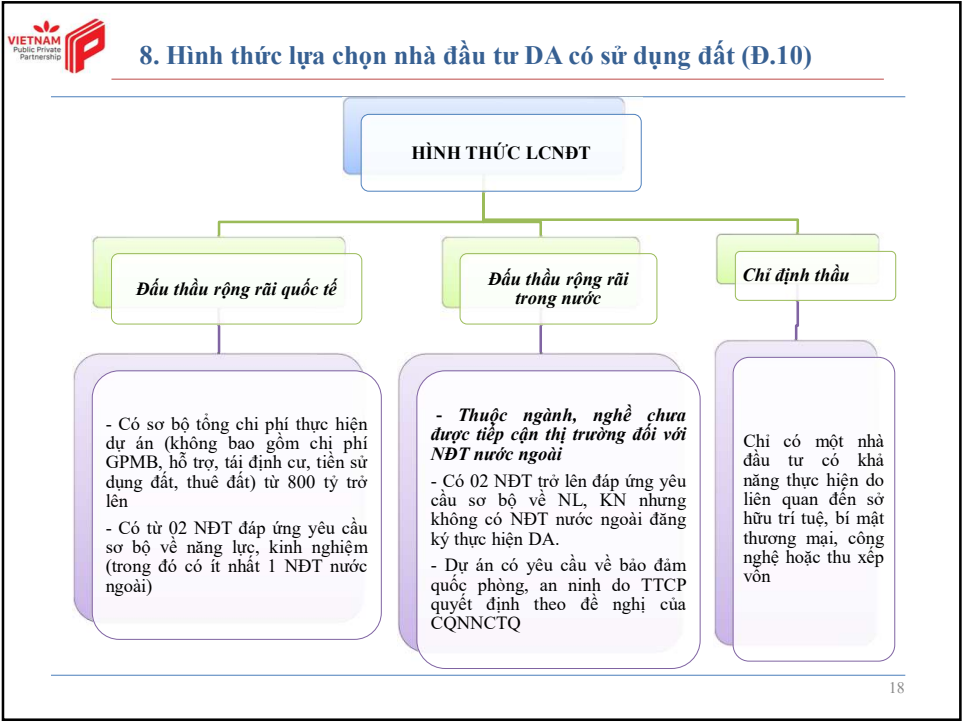 VIETNAM
Public Private
Partnership
8. Hình thức lựa chọn nhà đầu tư DA có sử dụng đất (Đ.10)
HÌNH THỨC LCNĐT
Đấu thầu rộng rãi quốc tế
Đấu thầu rộng rãi
trong nước
Chỉ định thầu
- Có sơ bộ tổng chi phí thực hiện
dự án (không bao gồm chị phí
GPMB, hỗ trợ, tái định cư, tiền sử
dụng đất, thuê đất) từ 800 tỷ trở
lên
- Có từ 02 NĐT đáp ứng yêu cầu
sơ bộ về năng lực, kinh nghiệm
(trong đó có ít nhất 1 NĐT nước
ngoài)
- Thuộc ngành, nghề chưa
được tiếp cận thị trường đối với
NĐT nước ngoài
- Có 02 NĐT trở lên đáp ứng yêu
cầu sơ bộ về NL, KN nhưng
không có NĐT nước ngoài đăng
ký thực hiện DA.
- Dự án có yêu cầu về bảo đảm
quốc phòng, an ninh do TTCP
quyết định theo đề nghị của
CQNNCTQ
Chỉ có một nhà
đầu tư có khả
năng thực hiện do
liên quan đến sở
hữu trí tuệ, bí mật
thương mại, công
nghệ hoặc thu xếp
vốn
18